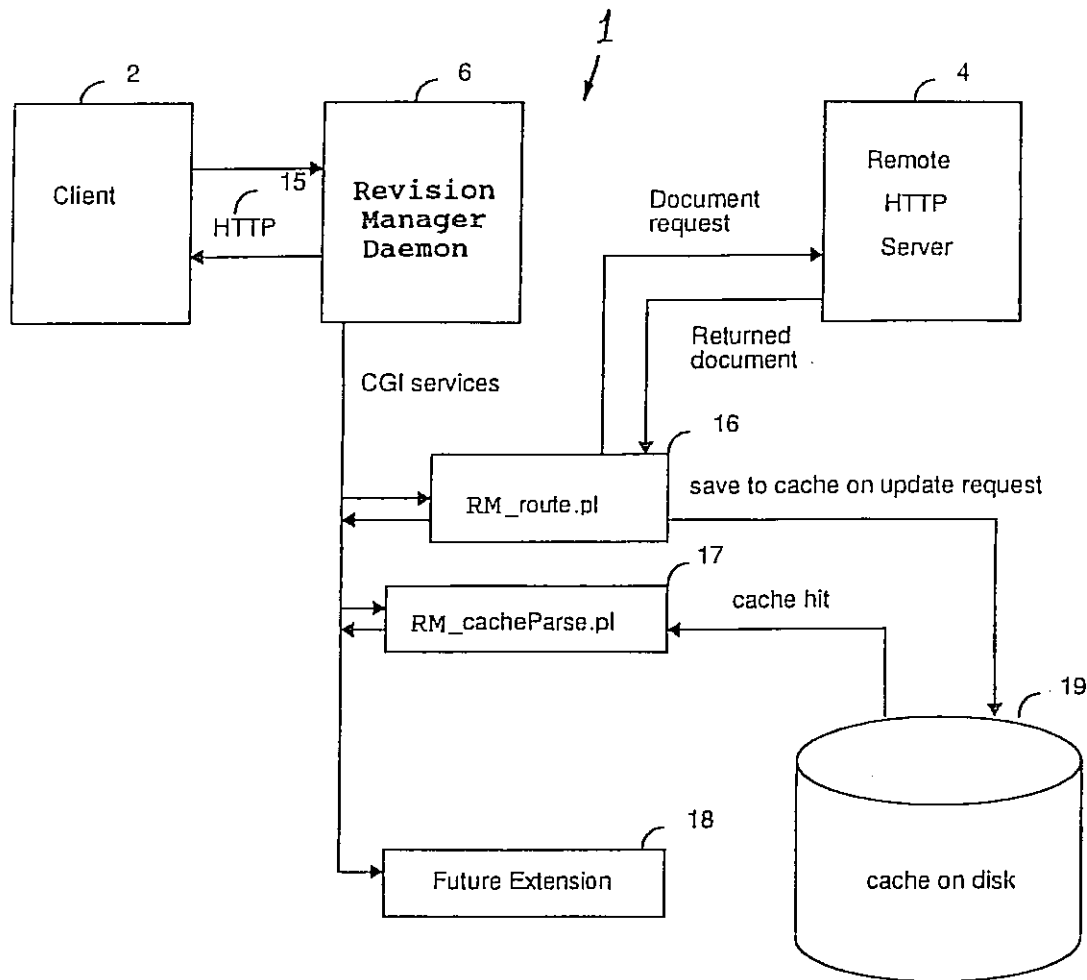 1
2
6
4
Client
15
HTTP
Revision
Manager
Daemon
Remote
HTTP
Server
Document
request
Returned
document
CGI services
16
RM_route.pl
save to cache on update request
17
RM_cacheParse.pl
cache hit
19
18
Future Extension
cache on disk